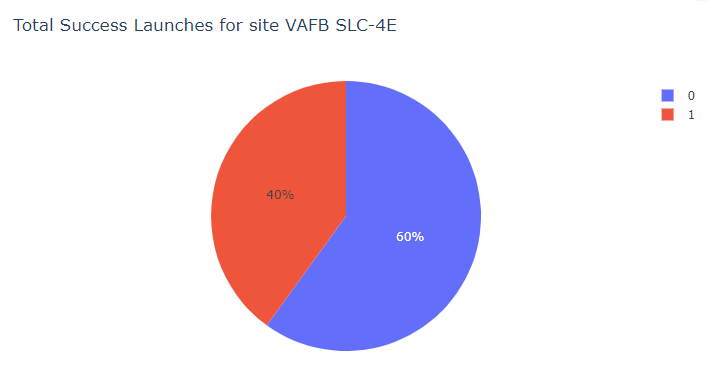 Total Success Launches for site VAFB SLC-4E
0
1
40%
60%